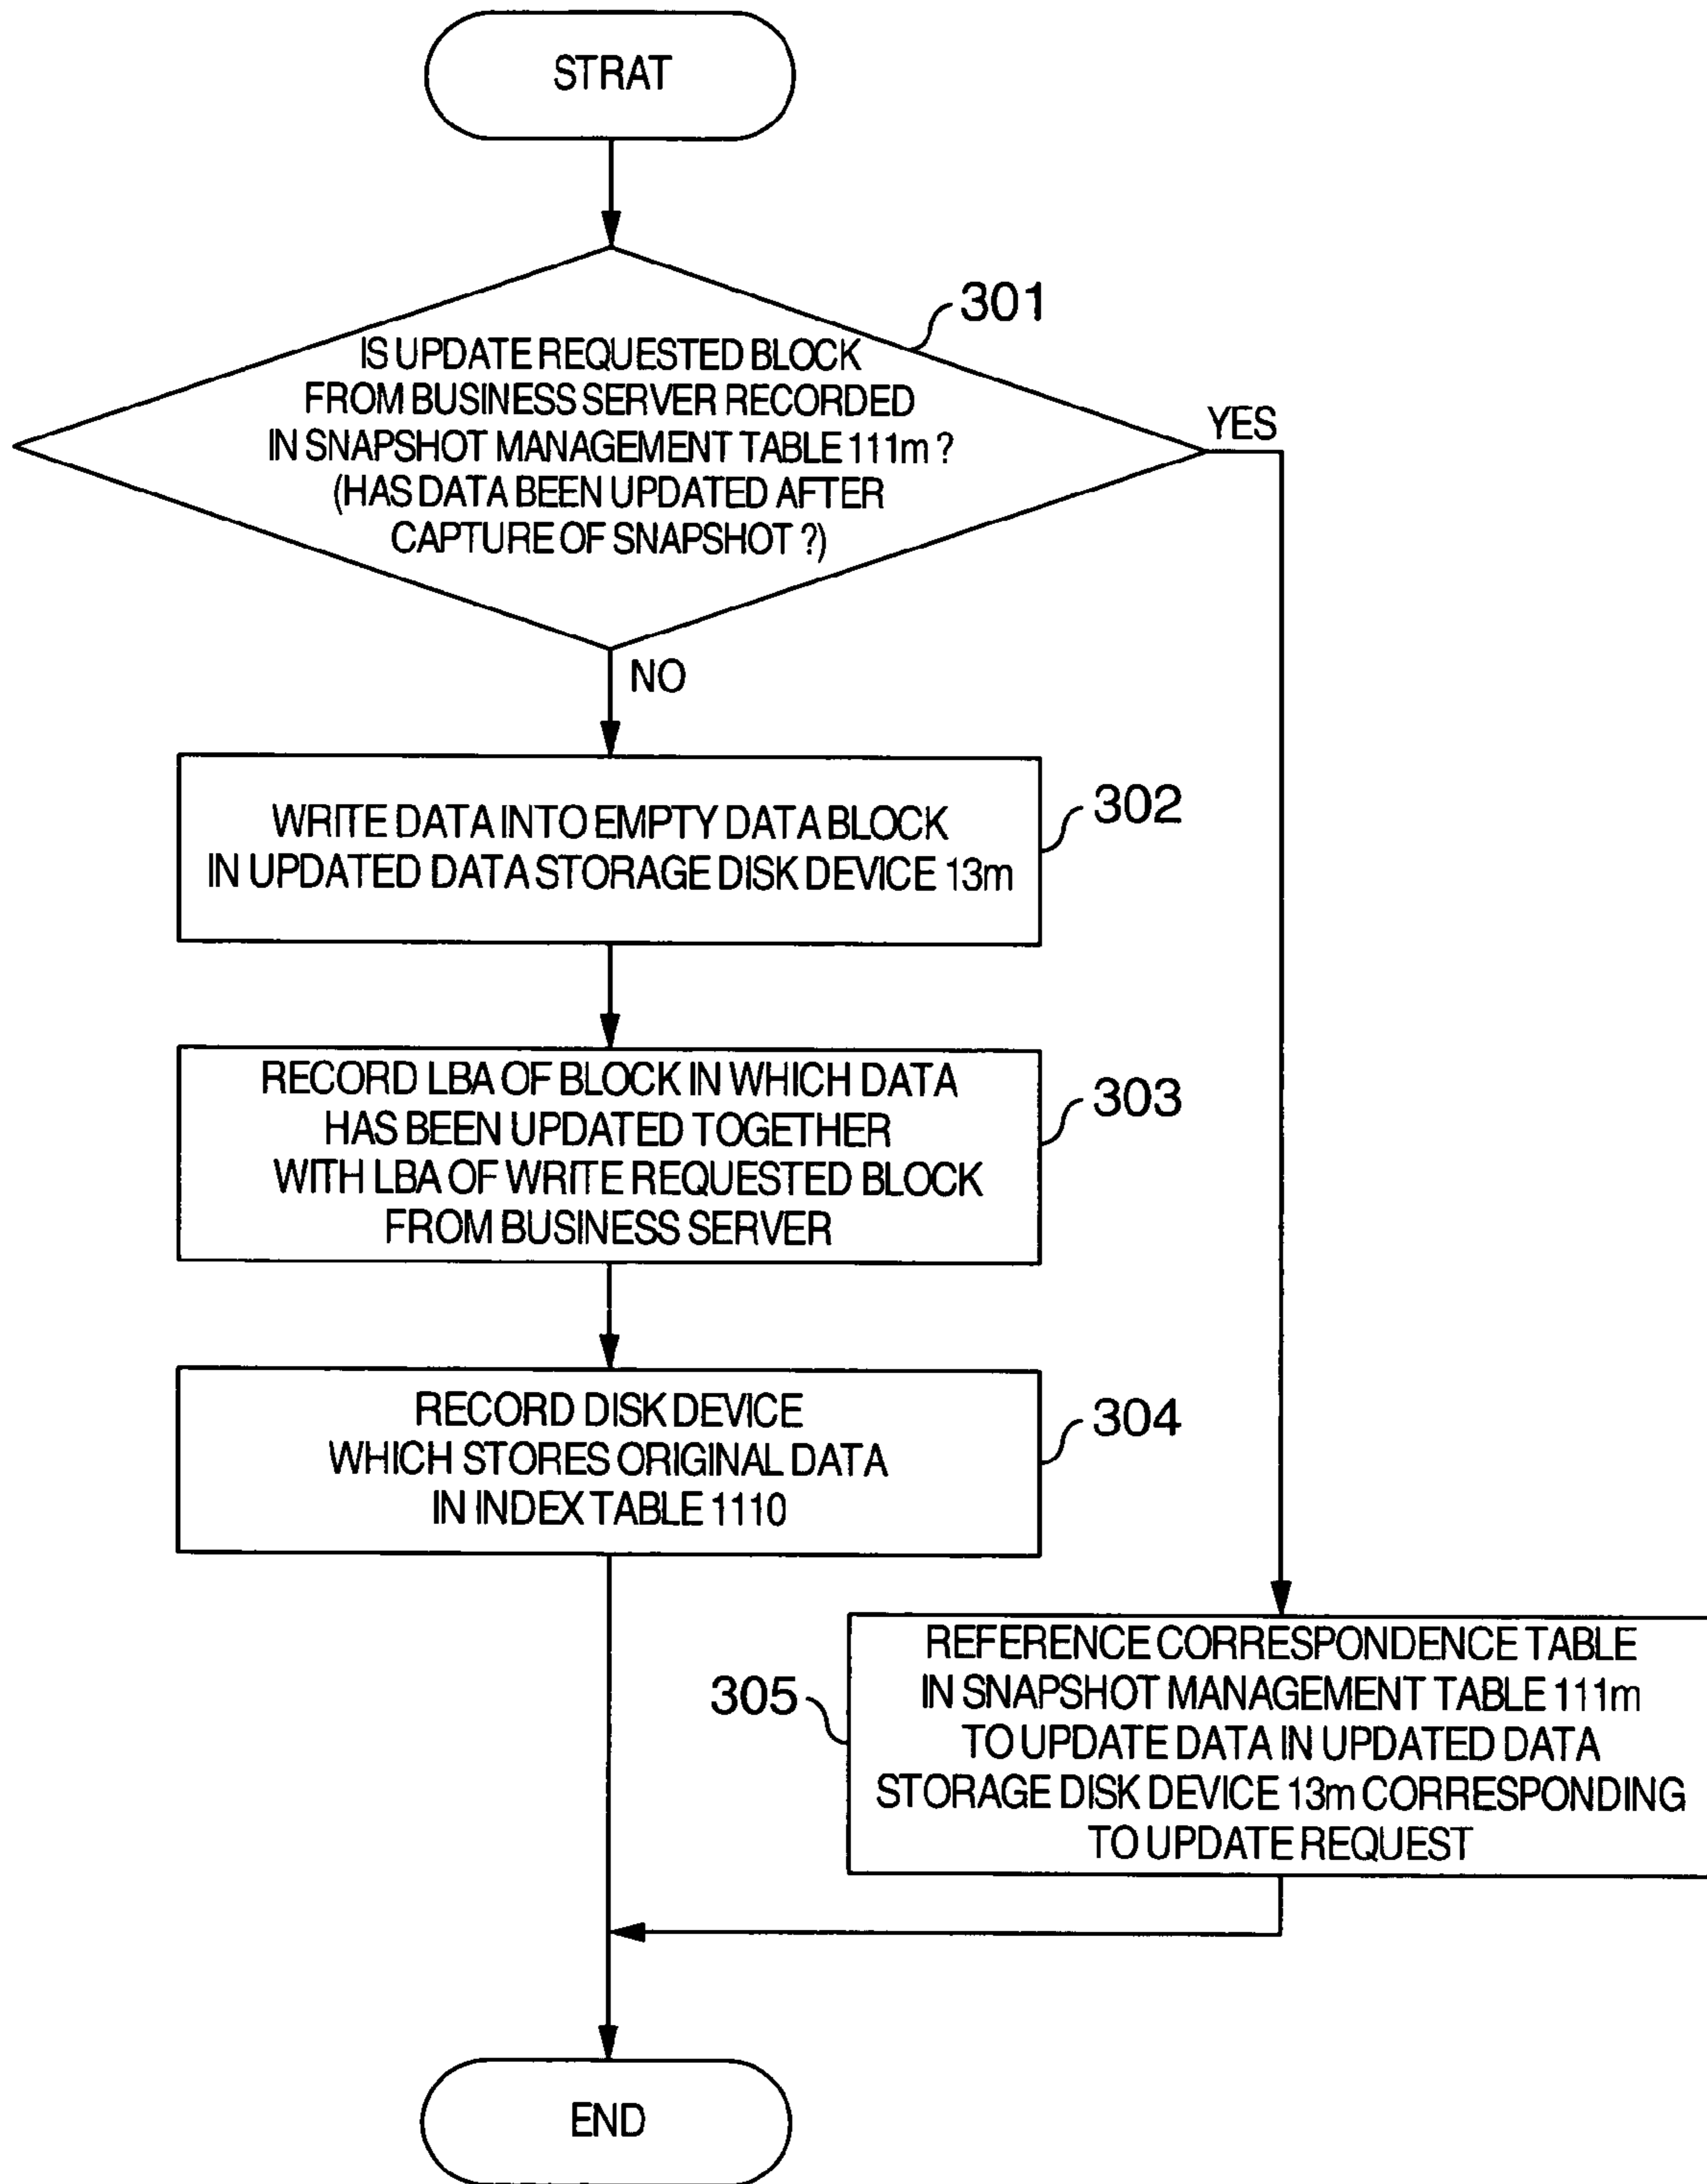 STRAT
301
IS UPDATE REQUESTED BLOCK
FROM BUSINESS SERVER RECORDED
IN SNAPSHOT MANAGEMENT TABLE 111m ?
(HAS DATA BEEN UPDATED AFTER
CAPTURE OF SNAPSHOT ?)
YES
NO
302
WRITE DATA INTO EMPTY DATA BLOCK
IN UPDATED DATA STORAGE DISK DEVICE 13m
303
RECORD LBA OF BLOCK IN WHICH DATA
HAS BEEN UPDATED TOGETHER
WITH LBA OF WRITE REQUESTED BLOCK
FROM BUSINESS SERVER
304
RECORD DISK DEVICE
WHICH STORES ORIGINAL DATA
IN INDEX TABLE 1110
305
REFERENCE CORRESPONDENCE TABLE
IN SNAPSHOT MANAGEMENT TABLE 111m
TO UPDATE DATA IN UPDATED DATA
STORAGE DISK DEVICE 13m CORRESPONDING
TO UPDATE REQUEST
END